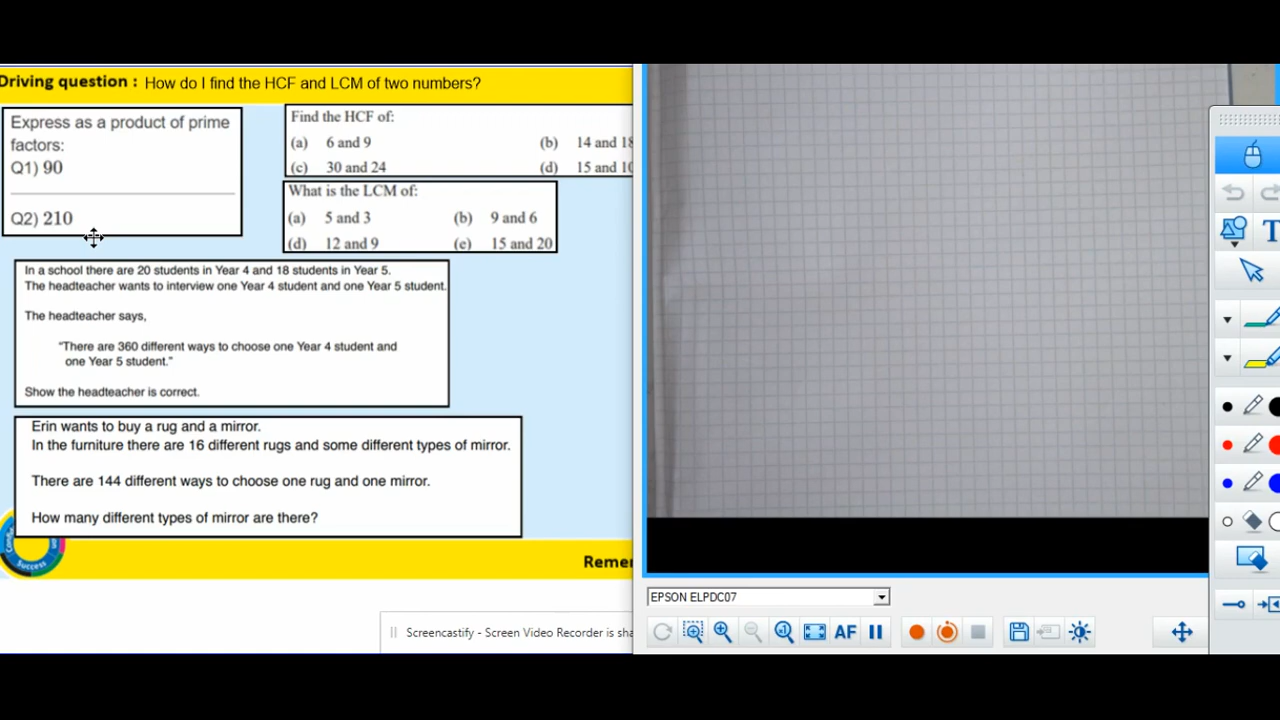 Driving question : How do I find the HCF and LCM of two numbers?
Express as a product of prime
factors:
Q1) 90
Q2) 210
Find the HCF of:
(a) 6 and 9 (b) 14 and 18
(c) 30 and 24 (d) 15 and 10
What is the LCM of:
(a) 5 and 3 (b) 9 and 6
(d) 12 and 9 (e) 15 and 20
In a school there are 20 students in Year 4 and 18 students in Year 5.
The headteacher wants to interview one Year 4 student and one Year 5 student.
The headteacher says,
"There are 360 different ways to choose one Year 4 student and
one Year 5 student."
Show the headteacher is correct.
Erin wants to buy a rug and a mirror.
In the furniture there are 16 different rugs and some different types of mirror.
There are 144 different ways to choose one rug and one mirror.
How many different types of mirror are there?
Success
Remem
Screencastify - Screen Video Recorder is sha
EPSON ELPDC07
x1
AF
T